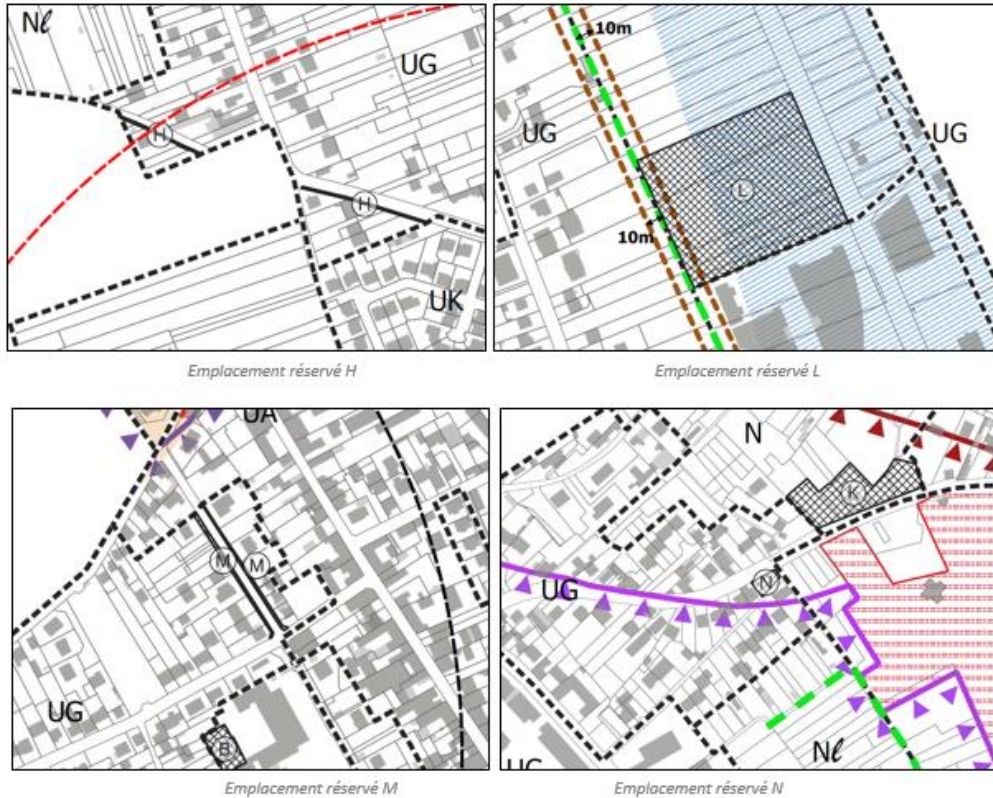 Nℓ
UG
H
H
UK
Emplacement réservé H
10m
UG
UG
L
10m
Emplacement réservé L
UA
M
M
UG
B
Emplacement réservé M
N
K
N
UG
Nℓ
UG
Emplacement réservé N